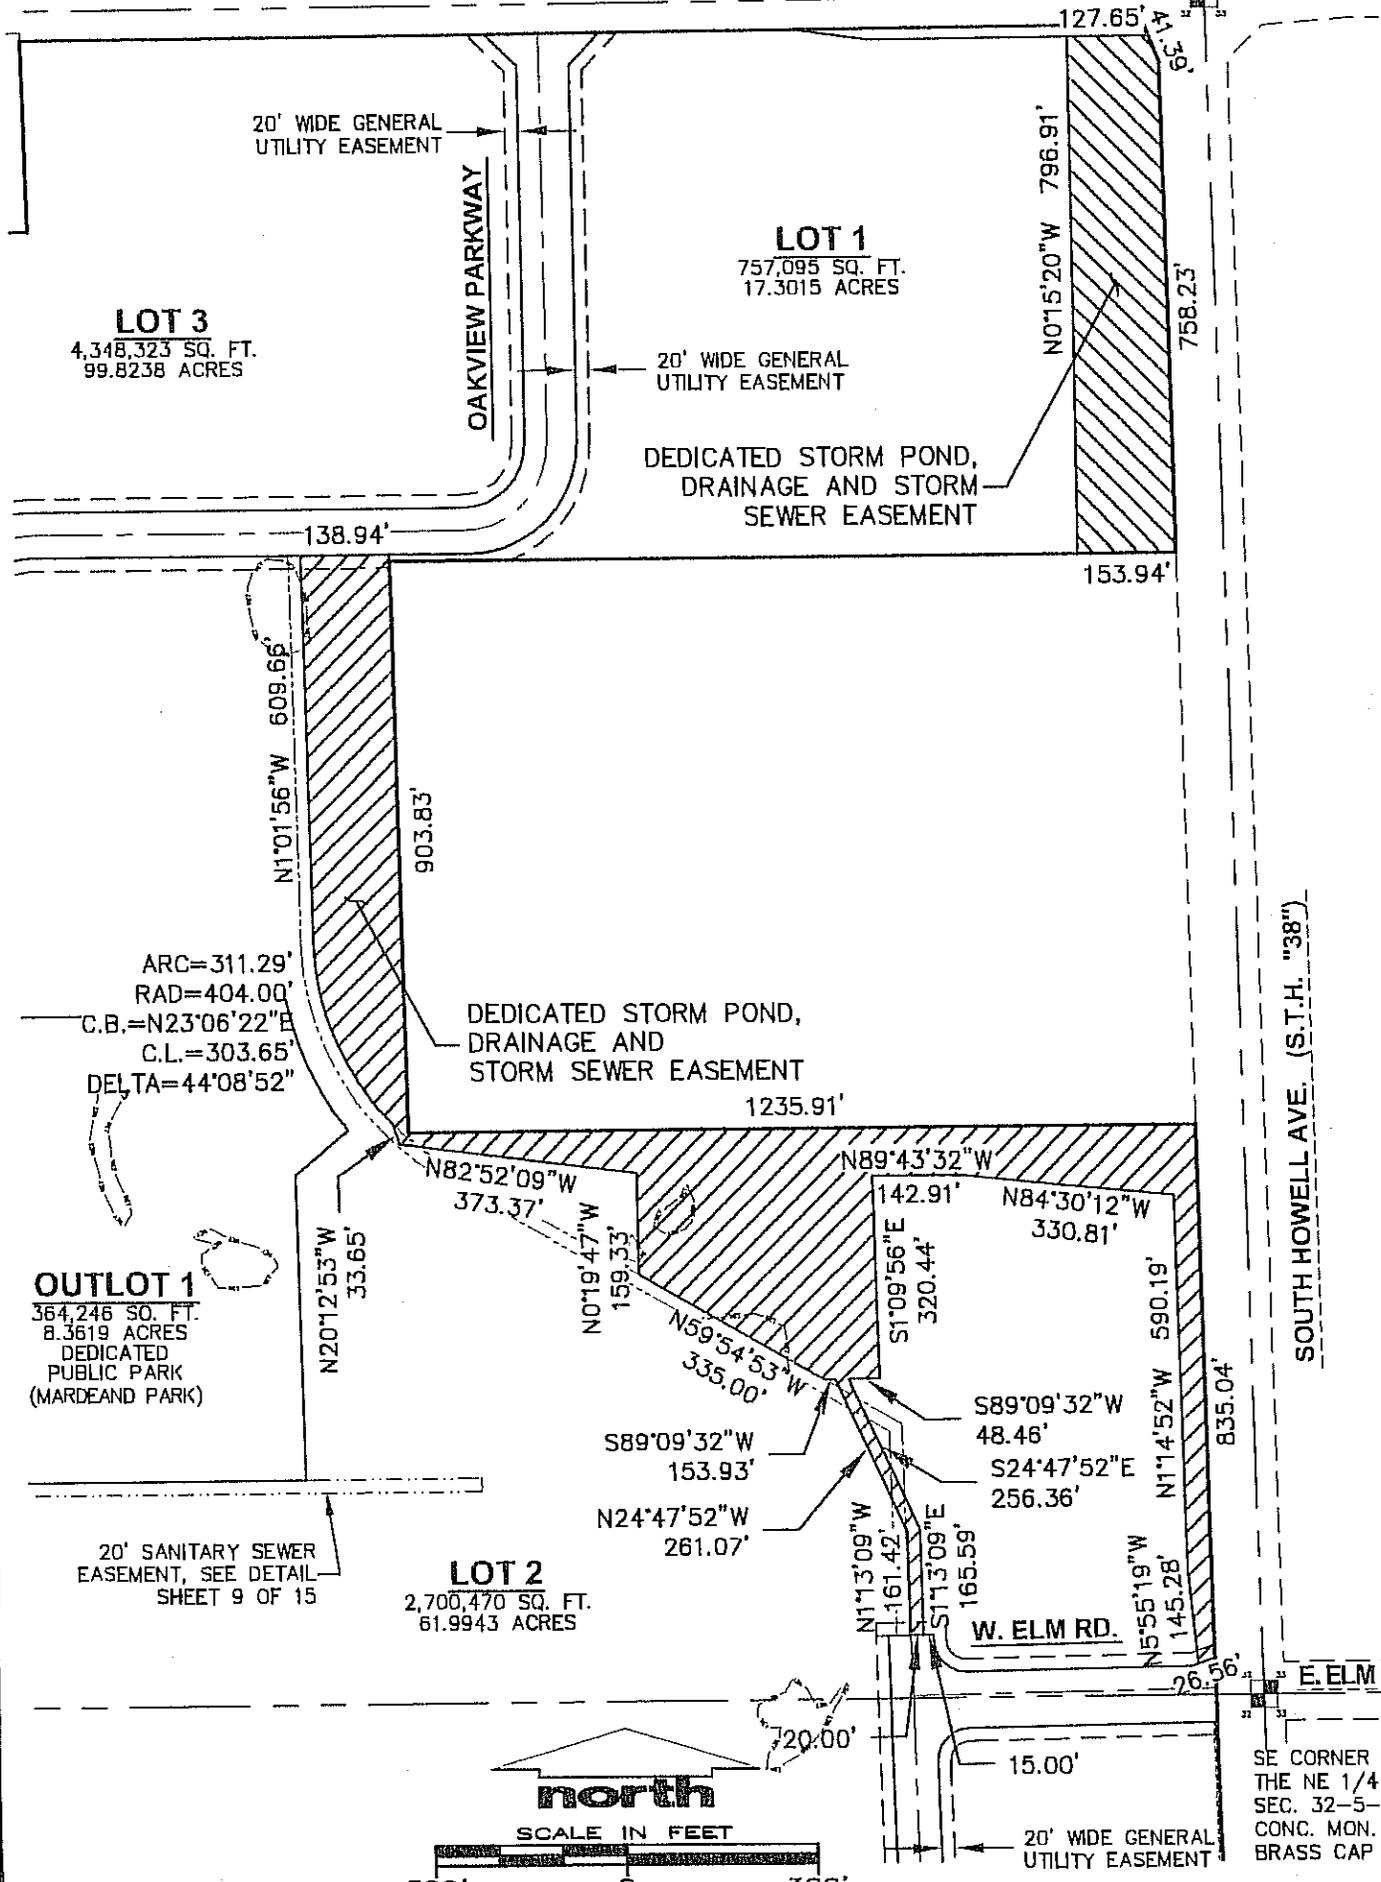 127.65'
41.39'
20' WIDE GENERAL
UTILITY EASEMENT
OAKVIEW PARKWAY
LOT 1
757,095 SQ. FT.
17.3015 ACRES
N0°15'20"W 796.91'
758.23'
LOT 3
4,348,323 SQ. FT.
99.8238 ACRES
20' WIDE GENERAL
UTILITY EASEMENT
DEDICATED STORM POND,
DRAINAGE AND STORM
SEWER EASEMENT
138.94'
153.94'
N1°01'56"W 609.66'
903.83'
ARC=311.29'
RAD=404.00'
C.B.=N23°06'22"E
C.L.=303.65'
DELTA=44°08'52"
DEDICATED STORM POND,
DRAINAGE AND
STORM SEWER EASEMENT
1235.91'
SOUTH HOWELL AVE. (S.T.H. "38")
N82°52'09"W
373.37'
N89°43'32"W
142.91'
N84°30'12"W
330.81'
N20°12'53"W
33.65'
N0°19'47"W
159.33'
S1°09'56"E
320.44'
N1°14'52"W 590.19'
835.04'
OUTLOT 1
364,246 SQ. FT.
8.3619 ACRES
DEDICATED
PUBLIC PARK
(MARDEAND PARK)
N59°54'53"W
335.00'
S89°09'32"W
48.46'
S89°09'32"W
153.93'
S24°47'52"E
256.36'
N24°47'52"W
261.07'
20' SANITARY SEWER
EASEMENT, SEE DETAIL
SHEET 9 OF 15
LOT 2
2,700,470 SQ. FT.
61.9943 ACRES
N1°13'09"W
161.42'
S1°13'09"E
165.59'
N5°55'19"W
145.28'
W. ELM RD.
26.56'
E. ELM
20.00'
15.00'
north
SCALE IN FEET
20' WIDE GENERAL
UTILITY EASEMENT
SE CORNER
THE NE 1/4
SEC. 32-5-
CONC. MON.
BRASS CAP